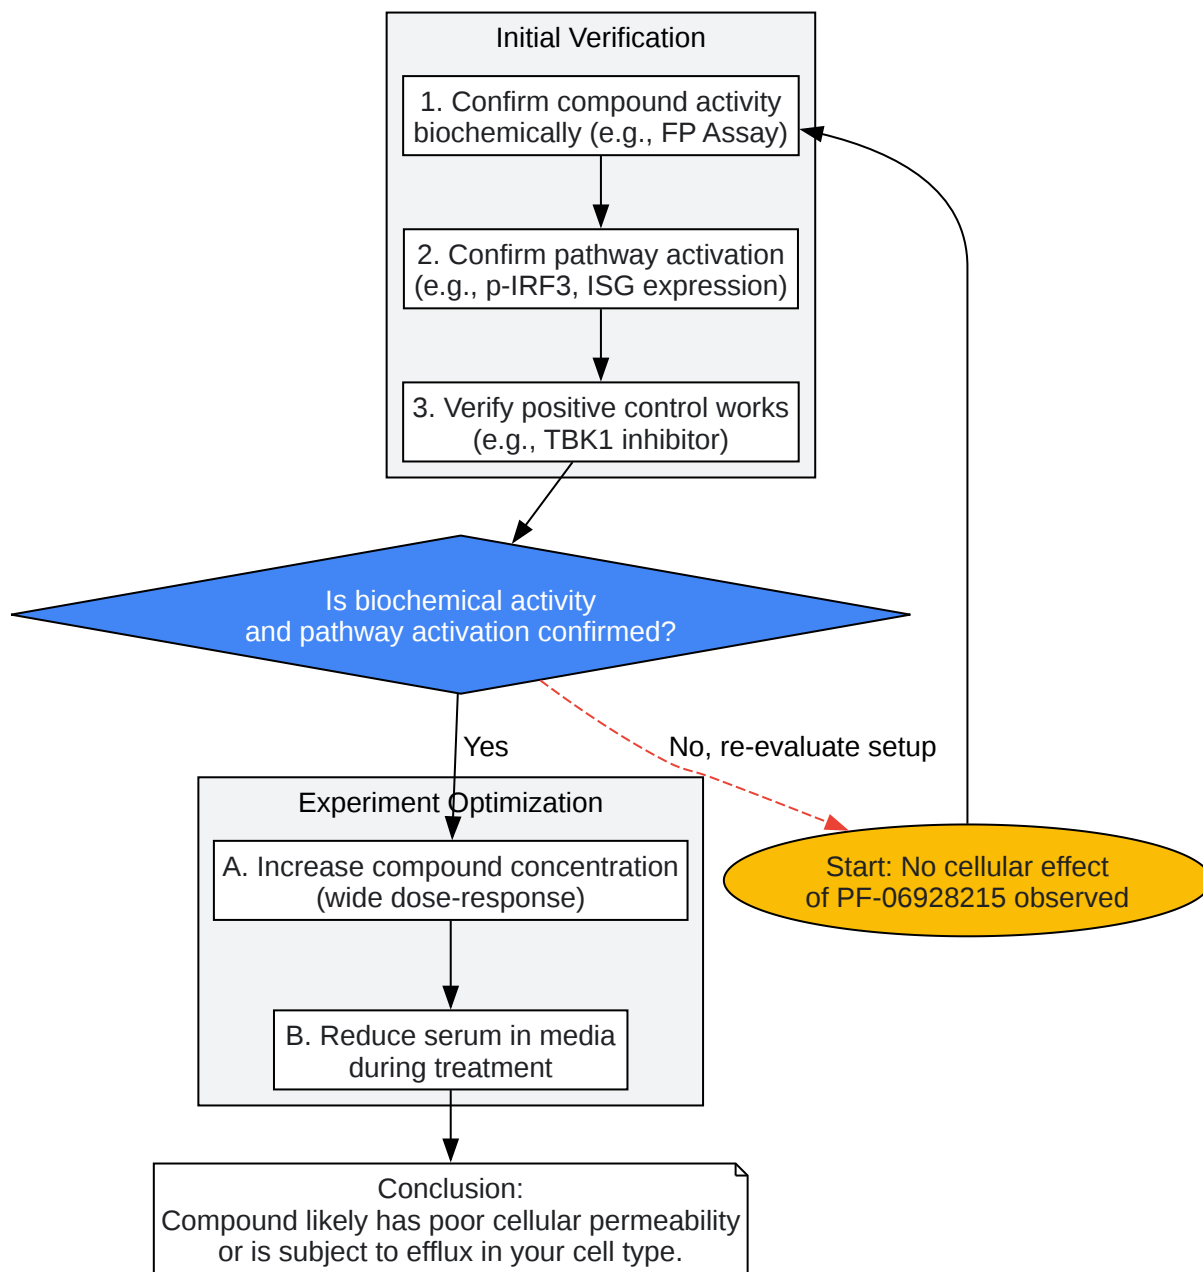 Initial Verification
1. Confirm compound activity
biochemically (e.g., FP Assay)
2. Confirm pathway activation
(e.g., p-IRF3, ISG expression)
3. Verify positive control works
(e.g., TBK1 inhibitor)
Is biochemical activity
and pathway activation confirmed?
Yes
No, re-evaluate setup
Experiment Optimization
A. Increase compound concentration
(wide dose-response)
Start: No cellular effect
of PF-06928215 observed
B. Reduce serum in media
during treatment
Conclusion:
Compound likely has poor cellular permeability
or is subject to efflux in your cell type.